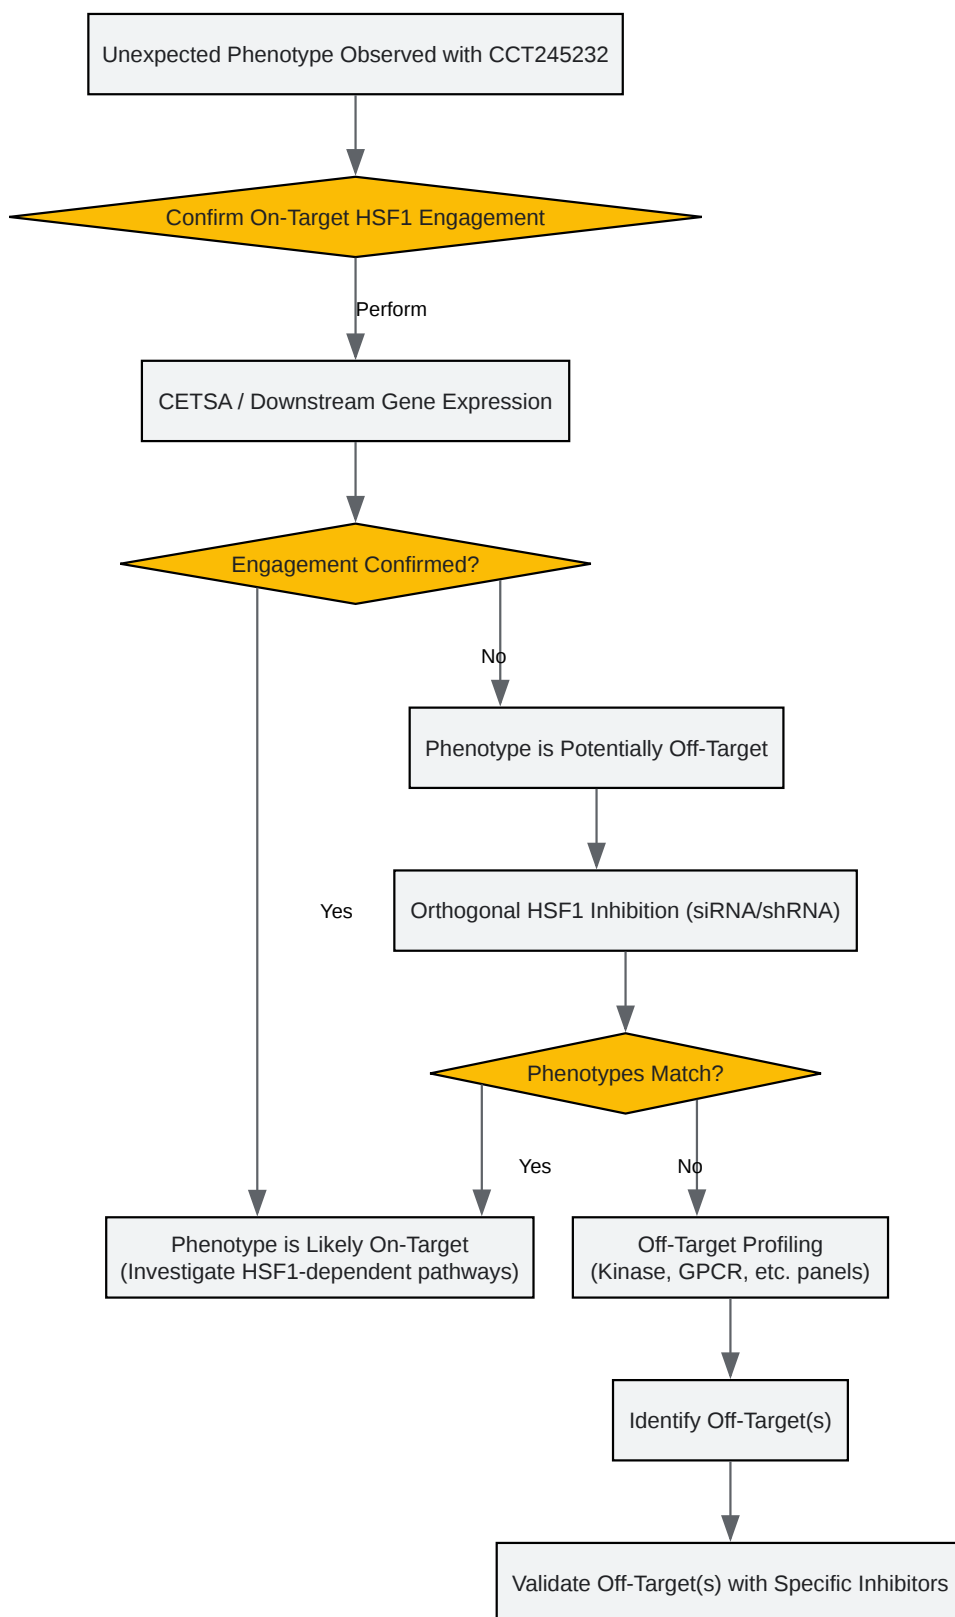 Unexpected Phenotype Observed with CCT245232
Confirm On-Target HSF1 Engagement
Perform
CETSA / Downstream Gene Expression
Engagement Confirmed?
No
Phenotype is Potentially Off-Target
Yes
Orthogonal HSF1 Inhibition (siRNA/shRNA)
Phenotypes Match?
Yes
No
Phenotype is Likely On-Target
(Investigate HSF1-dependent pathways)
Off-Target Profiling
(Kinase, GPCR, etc. panels)
Identify Off-Target(s)
Validate Off-Target(s) with Specific Inhibitors